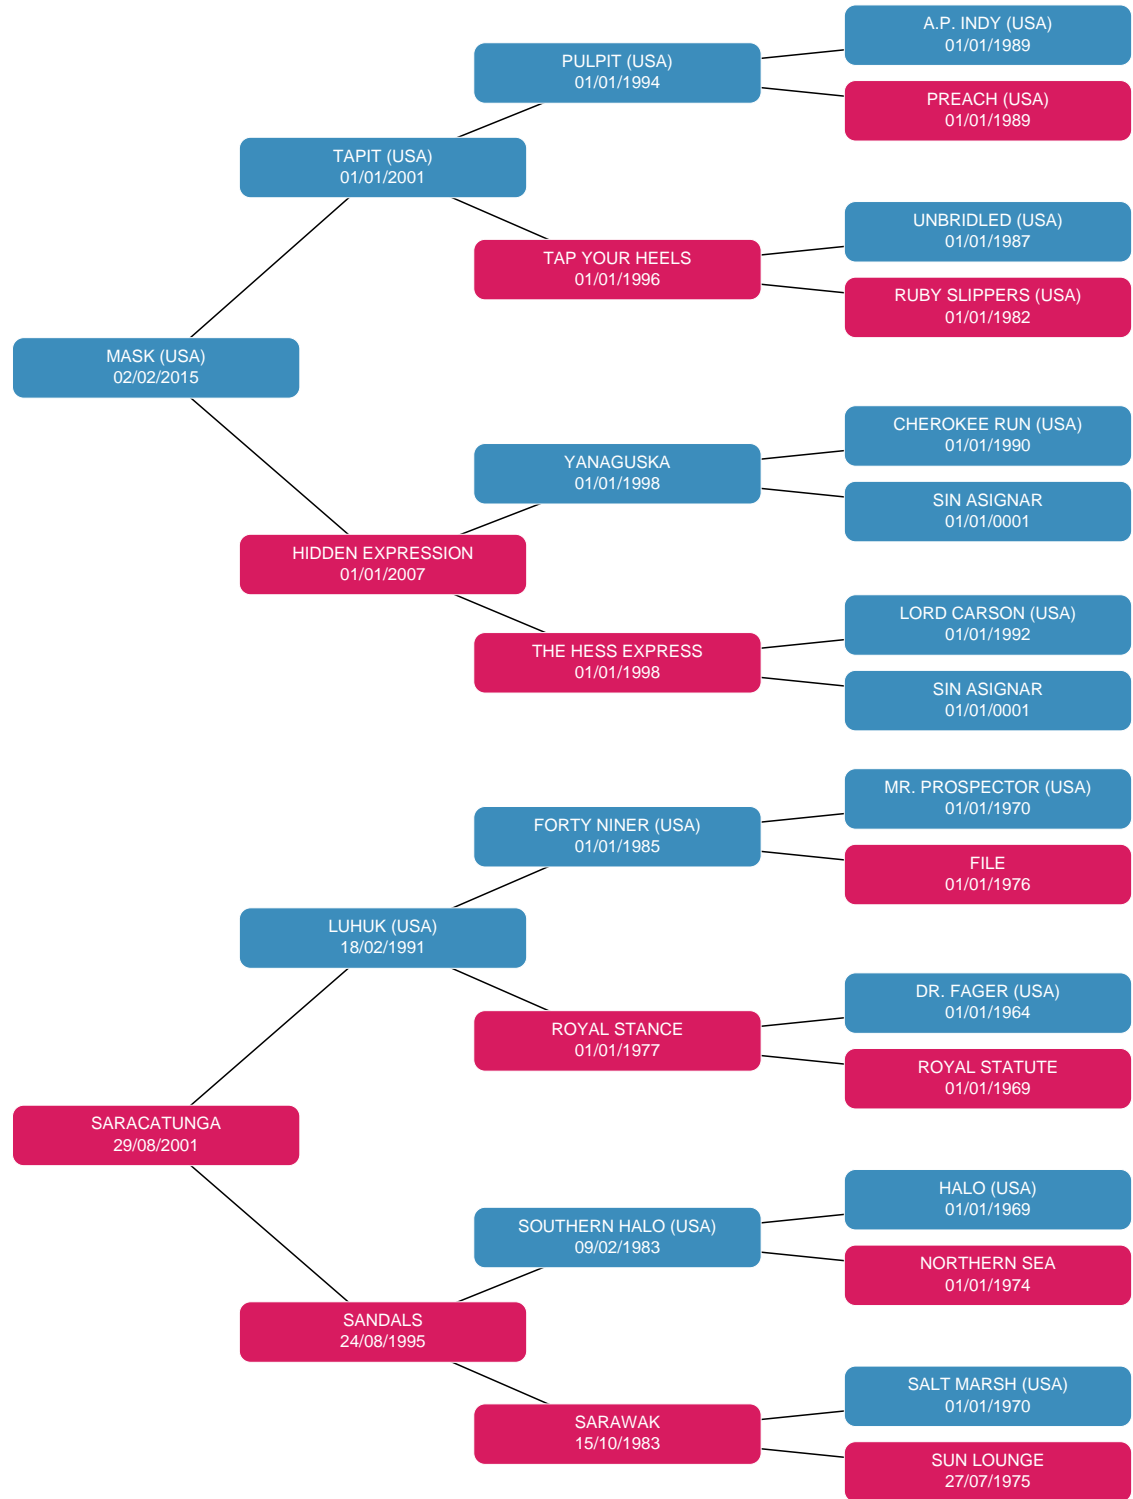 A.P. INDY (USA)
01/01/1989
PULPIT (USA)
01/01/1994
PREACH (USA)
01/01/1989
TAPIT (USA)
01/01/2001
UNBRIDLED (USA)
01/01/1987
TAP YOUR HEELS
01/01/1996
RUBY SLIPPERS (USA)
01/01/1982
MASK (USA)
02/02/2015
CHEROKEE RUN (USA)
01/01/1990
YANAGUSKA
01/01/1998
SIN ASIGNAR
01/01/0001
HIDDEN EXPRESSION
01/01/2007
LORD CARSON (USA)
01/01/1992
THE HESS EXPRESS
01/01/1998
SIN ASIGNAR
01/01/0001
MR. PROSPECTOR (USA)
01/01/1970
FORTY NINER (USA)
01/01/1985
FILE
01/01/1976
LUHUK (USA)
18/02/1991
DR. FAGER (USA)
01/01/1964
ROYAL STANCE
01/01/1977
ROYAL STATUTE
01/01/1969
SARACATUNGA
29/08/2001
HALO (USA)
01/01/1969
SOUTHERN HALO (USA)
09/02/1983
NORTHERN SEA
01/01/1974
SANDALS
24/08/1995
SALT MARSH (USA)
01/01/1970
SARAWAK
15/10/1983
SUN LOUNGE
27/07/1975